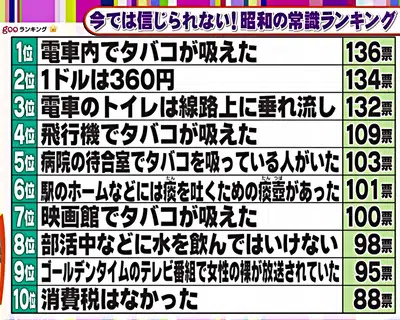 gooランキング
今では信じられない!昭和の常識ランキング
1位 電車内でタバコが吸えた 136票
2位 1ドルは360円 134票
3位 電車のトイレは線路上に垂れ流し 132票
4位 飛行機でタバコが吸えた 109票
5位 病院の待合室でタバコを吸っている人がいた 103票
6位 駅のホームなどには痰を吐くための痰壺があった 101票
たん たん つぼ
7位 映画館でタバコが吸えた 100票
8位 部活中などに水を飲んではいけない 98票
9位 ゴールデンタイムのテレビ番組で女性の裸が放送されていた 95票
10位 消費税はなかった 88票